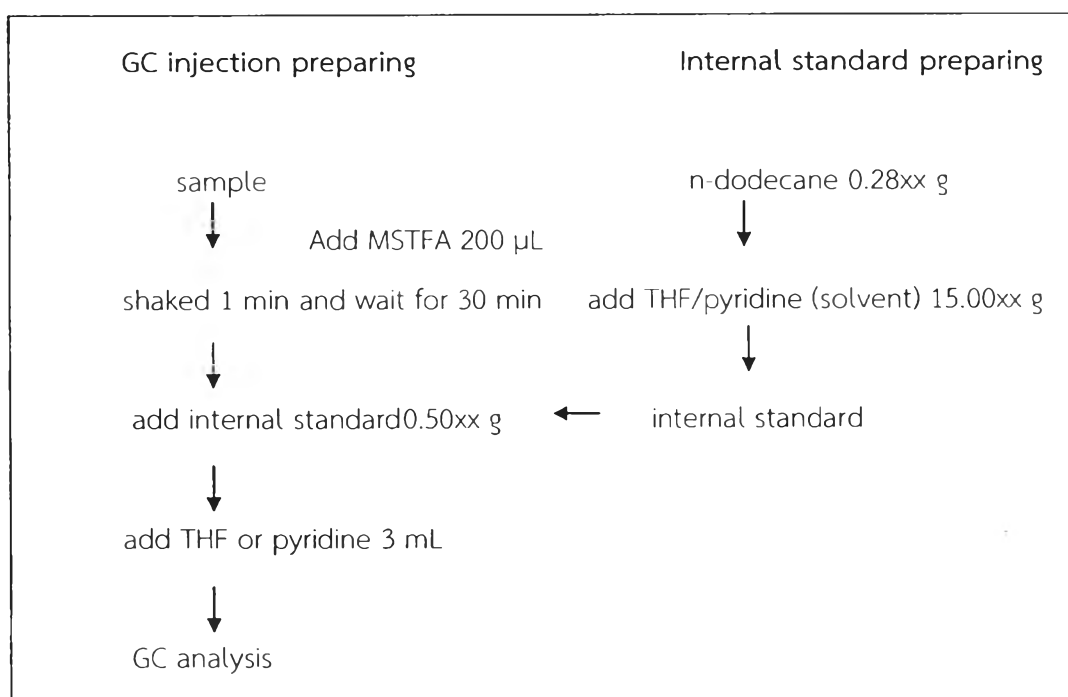 GC injection preparing
Internal standard preparing
sample
n-dodecane 0.28xx g
Add MSTFA 200 µL
shaked 1 min and wait for 30 min
add THF/pyridine (solvent) 15.00xx g
add internal standard0.50xx g
internal standard
add THF or pyridine 3 mL
GC analysis